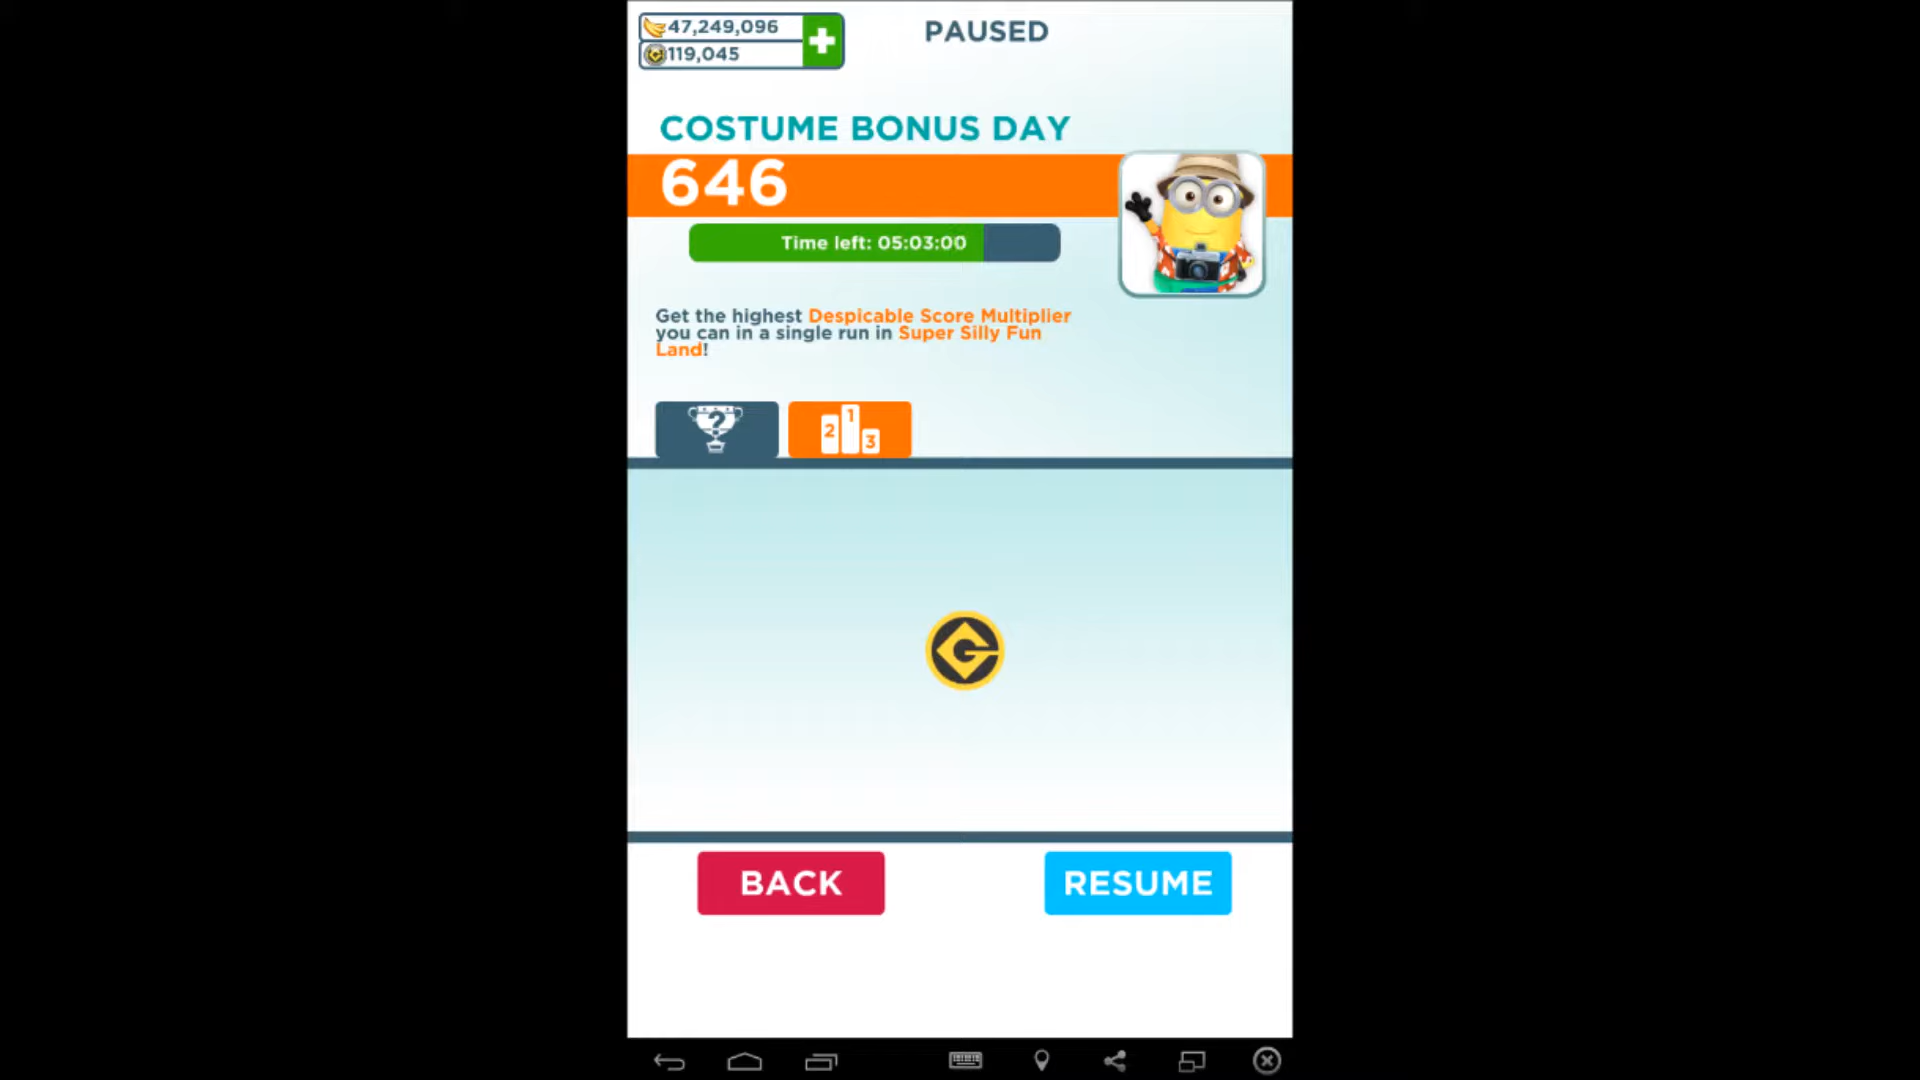 47,249,096
PAUSED
119,045
COSTUME BONUS DAY
646
Time left: 05:03:00
Get the highest Despicable Score Multiplier
you can in a single run in Super Silly Fun
Land!
?
2 1 3
G
BACK
RESUME